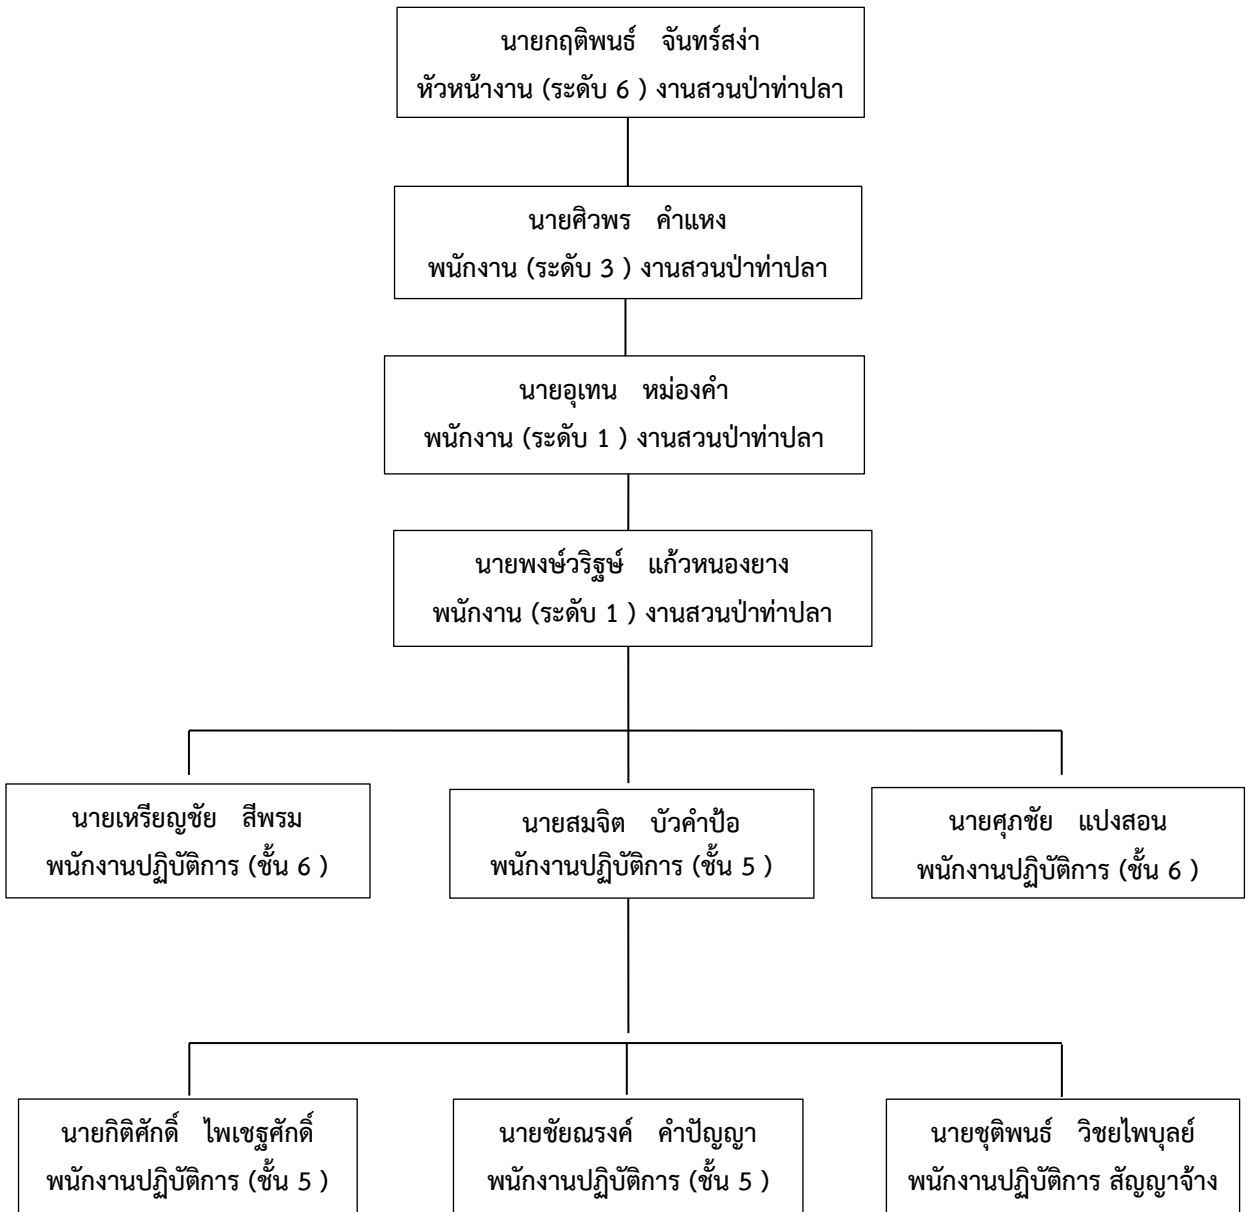 นายกฤติพนธ์ จันทร์สง่า
หัวหน้างาน (ระดับ 6 ) งานสวนป่าท่าปลา
นายศิวพร คำแหง
พนักงาน (ระดับ 3 ) งานสวนป่าท่าปลา
นายอุเทน หม่องคำ
พนักงาน (ระดับ 1 ) งานสวนป่าท่าปลา
นายพงษ์วริฐษ์ แก้วหนองยาง
พนักงาน (ระดับ 1 ) งานสวนป่าท่าปลา
นายเหรียญชัย สีพรม
พนักงานปฏิบัติการ (ชั้น 6 )
นายสมจิต บัวคำป้อ
พนักงานปฏิบัติการ (ชั้น 5 )
นายศุภชัย แปงสอน
พนักงานปฏิบัติการ (ชั้น 6 )
นายกิติศักดิ์ ไพเชฐศักดิ์
พนักงานปฏิบัติการ (ชั้น 5 )
นายชัยณรงค์ คำปัญญา
พนักงานปฏิบัติการ (ชั้น 5 )
นายชุติพนธ์ วิชยไพบุลย์
พนักงานปฏิบัติการ สัญญาจ้าง